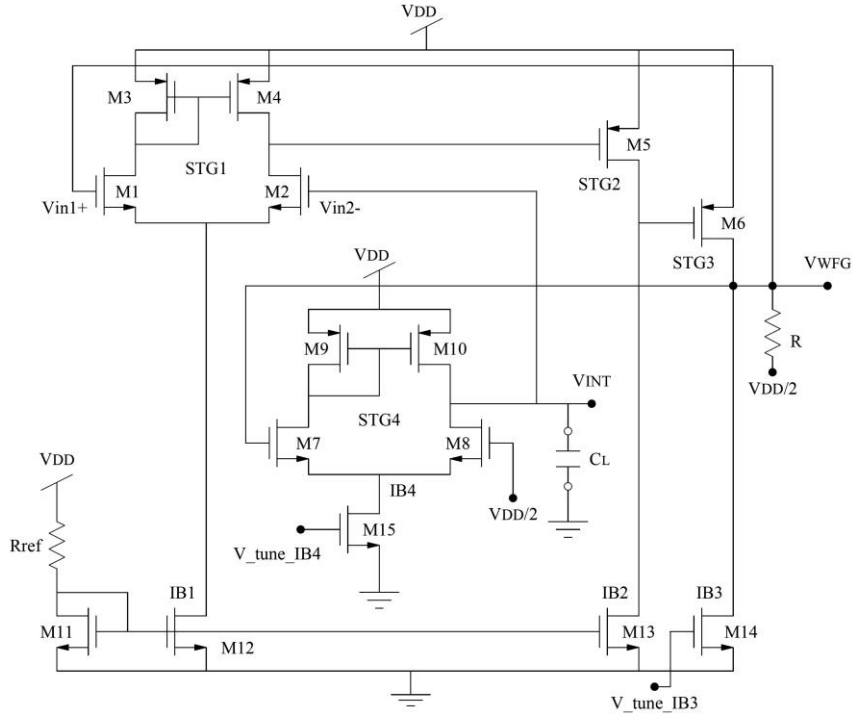 VDD
M3
M4
STG1
M5
M1
M2
STG2
Vin1+
Vin2-
M6
VDD
STG3
VWFG
M9
M10
R
VINT
VDD/2
STG4
M7
M8
CL
VDD
IB4
VDD/2
M15
Rref
V_tune_IB4
IB1
IB2
IB3
M11
M12
M13
M14
V_tune_IB3